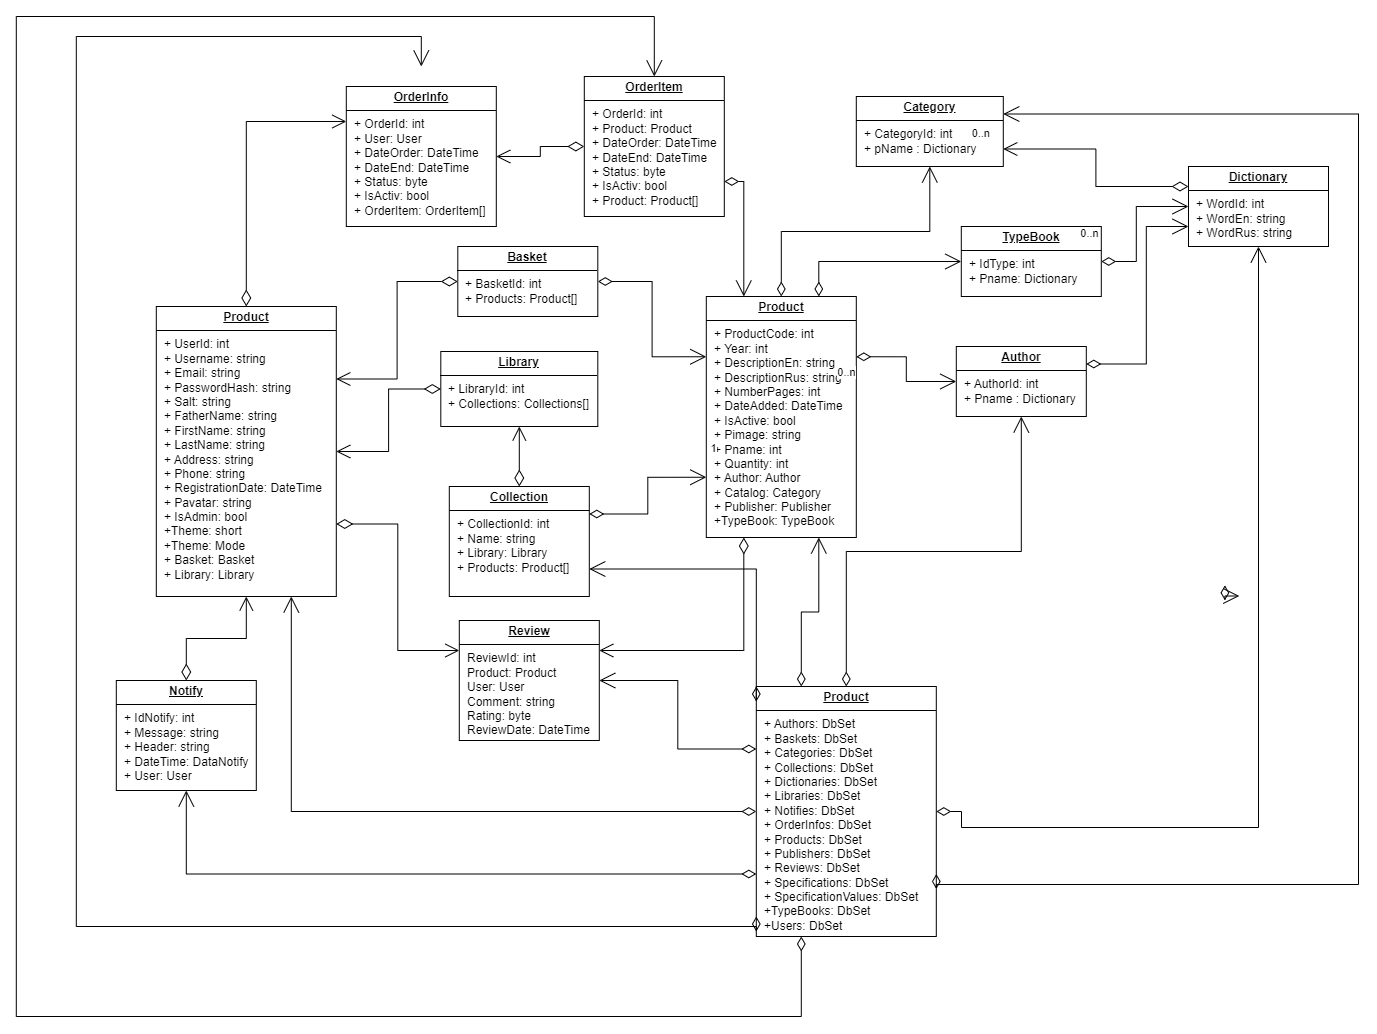 OrderInfo
+ OrderId: int
+ User: User
+ DateOrder: DateTime
+ DateEnd: DateTime
+ Status: byte
+ IsActiv: bool
+ OrderItem: OrderItem[]
OrderItem
+ OrderId: int
+ Product: Product
+ DateOrder: DateTime
+ DateEnd: DateTime
+ Status: byte
+ IsActiv: bool
+ Product: Product[]
Category
+ CategoryId: int
0..n
+ pName : Dictionary
Dictionary
+ WordId: int
+ WordEn: string
+ WordRus: string
TypeBook
0..n
+ IdType: int
+ Pname: Dictionary
Basket
+ BasketId: int
+ Products: Product[]
Product
+ UserId: int
+ Username: string
+ Email: string
+ PasswordHash: string
+ Salt: string
+ FatherName: string
+ FirstName: string
+ LastName: string
+ Address: string
+ Phone: string
+ RegistrationDate: DateTime
+ Pavatar: string
+ IsAdmin: bool
+Theme: short
+Theme: Mode
+ Basket: Basket
+ Library: Library
Library
+ LibraryId: int
+ Collections: Collections[]
Product
+ ProductCode: int
+ Year: int
+ DescriptionEn: string
+ DescriptionRus: string
0..n
+ NumberPages: int
+ DateAdded: DateTime
+ IsActive: bool
+ Pimage: string
1
+ Pname: int
+ Quantity: int
+ Author: Author
+ Catalog: Category
+ Publisher: Publisher
+TypeBook: TypeBook
Author
+ AuthorId: int
+ Pname : Dictionary
Collection
+ CollectionId: int
+ Name: string
+ Library: Library
+ Products: Product[]
Review
ReviewId: int
Product: Product
User: User
Comment: string
Rating: byte
ReviewDate: DateTime
Notify
+ IdNotify: int
+ Message: string
+ Header: string
+ DateTime: DataNotify
+ User: User
Product
+ Authors: DbSet
+ Baskets: DbSet
+ Categories: DbSet
+ Collections: DbSet
+ Dictionaries: DbSet
+ Libraries: DbSet
+ Notifies: DbSet
+ OrderInfos: DbSet
+ Products: DbSet
+ Publishers: DbSet
+ Reviews: DbSet
+ Specifications: DbSet
+ SpecificationValues: DbSet
+TypeBooks: DbSet
+Users: DbSet